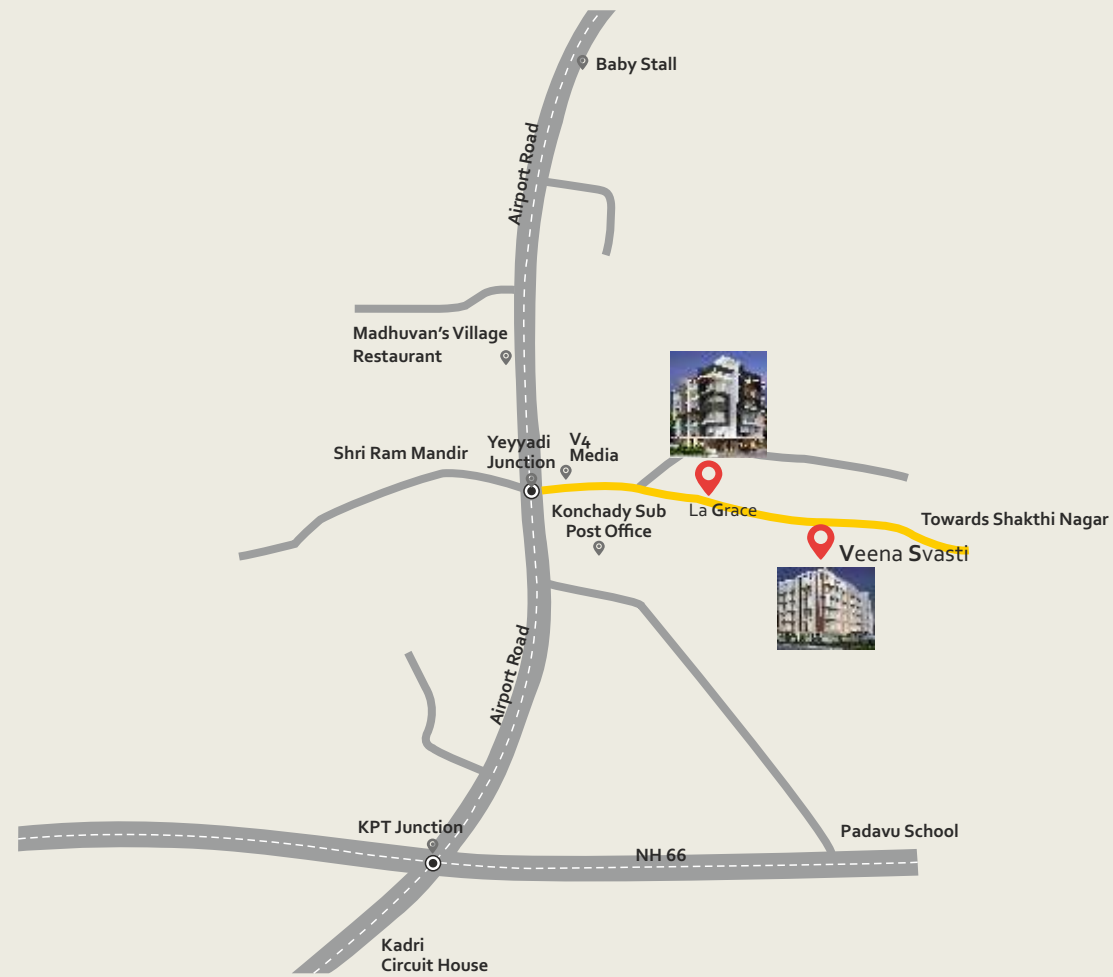 Baby Stall
Airport Road
Madhuvan's Village
Restaurant
Shri Ram Mandir
Yeyyadi
Junction
V4
Media
Konchady Sub
Post Office
La Grace
Towards Shakthi Nagar
Veena Svasti
Airport Road
KPT Junction
NH 66
Padavu School
Kadri
Circuit House